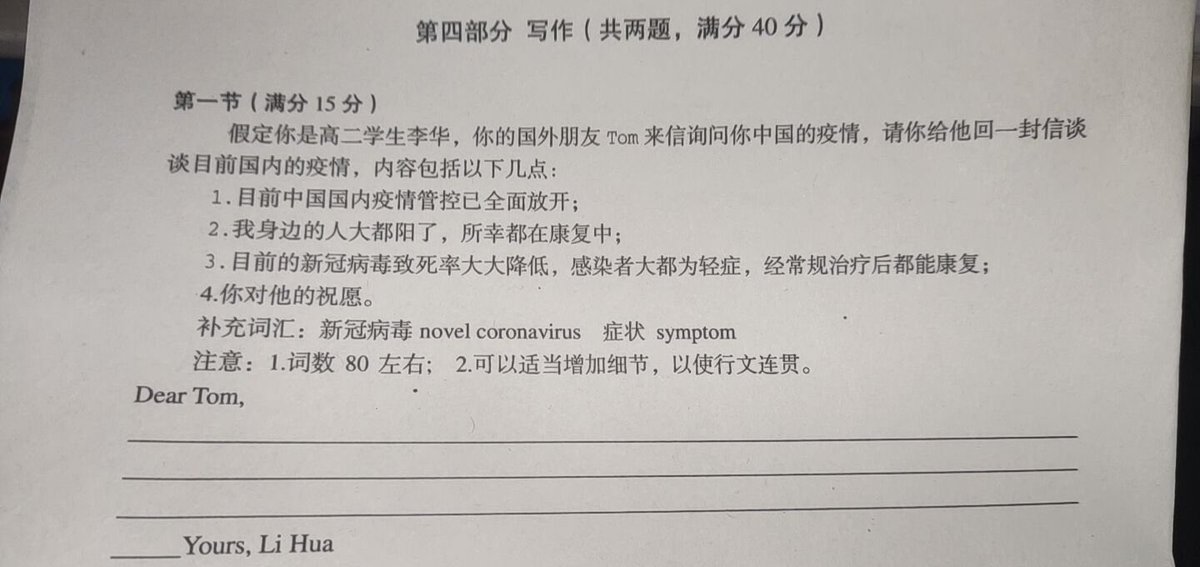 第四部分 写作（共两题，满分 40 分）
第一节（满分 15 分）
假定你是高二学生李华，你的国外朋友 Tom 来信询问你中国的疫情，请你给他回一封信谈
谈目前国内的疫情，内容包括以下几点：
1.目前中国国内疫情管控已全面放开；
2.我身边的人大都阳了，所幸都在康复中；
3.目前的新冠病毒致死率大大降低，感染者大都为轻症，经常规治疗后都能康复；
4.你对他的祝愿。
补充词汇：新冠病毒 novel coronavirus 症状 symptom
注意：1.词数 80 左右； 2.可以适当增加细节，以使行文连贯。
Dear Tom,
Yours, Li Hua